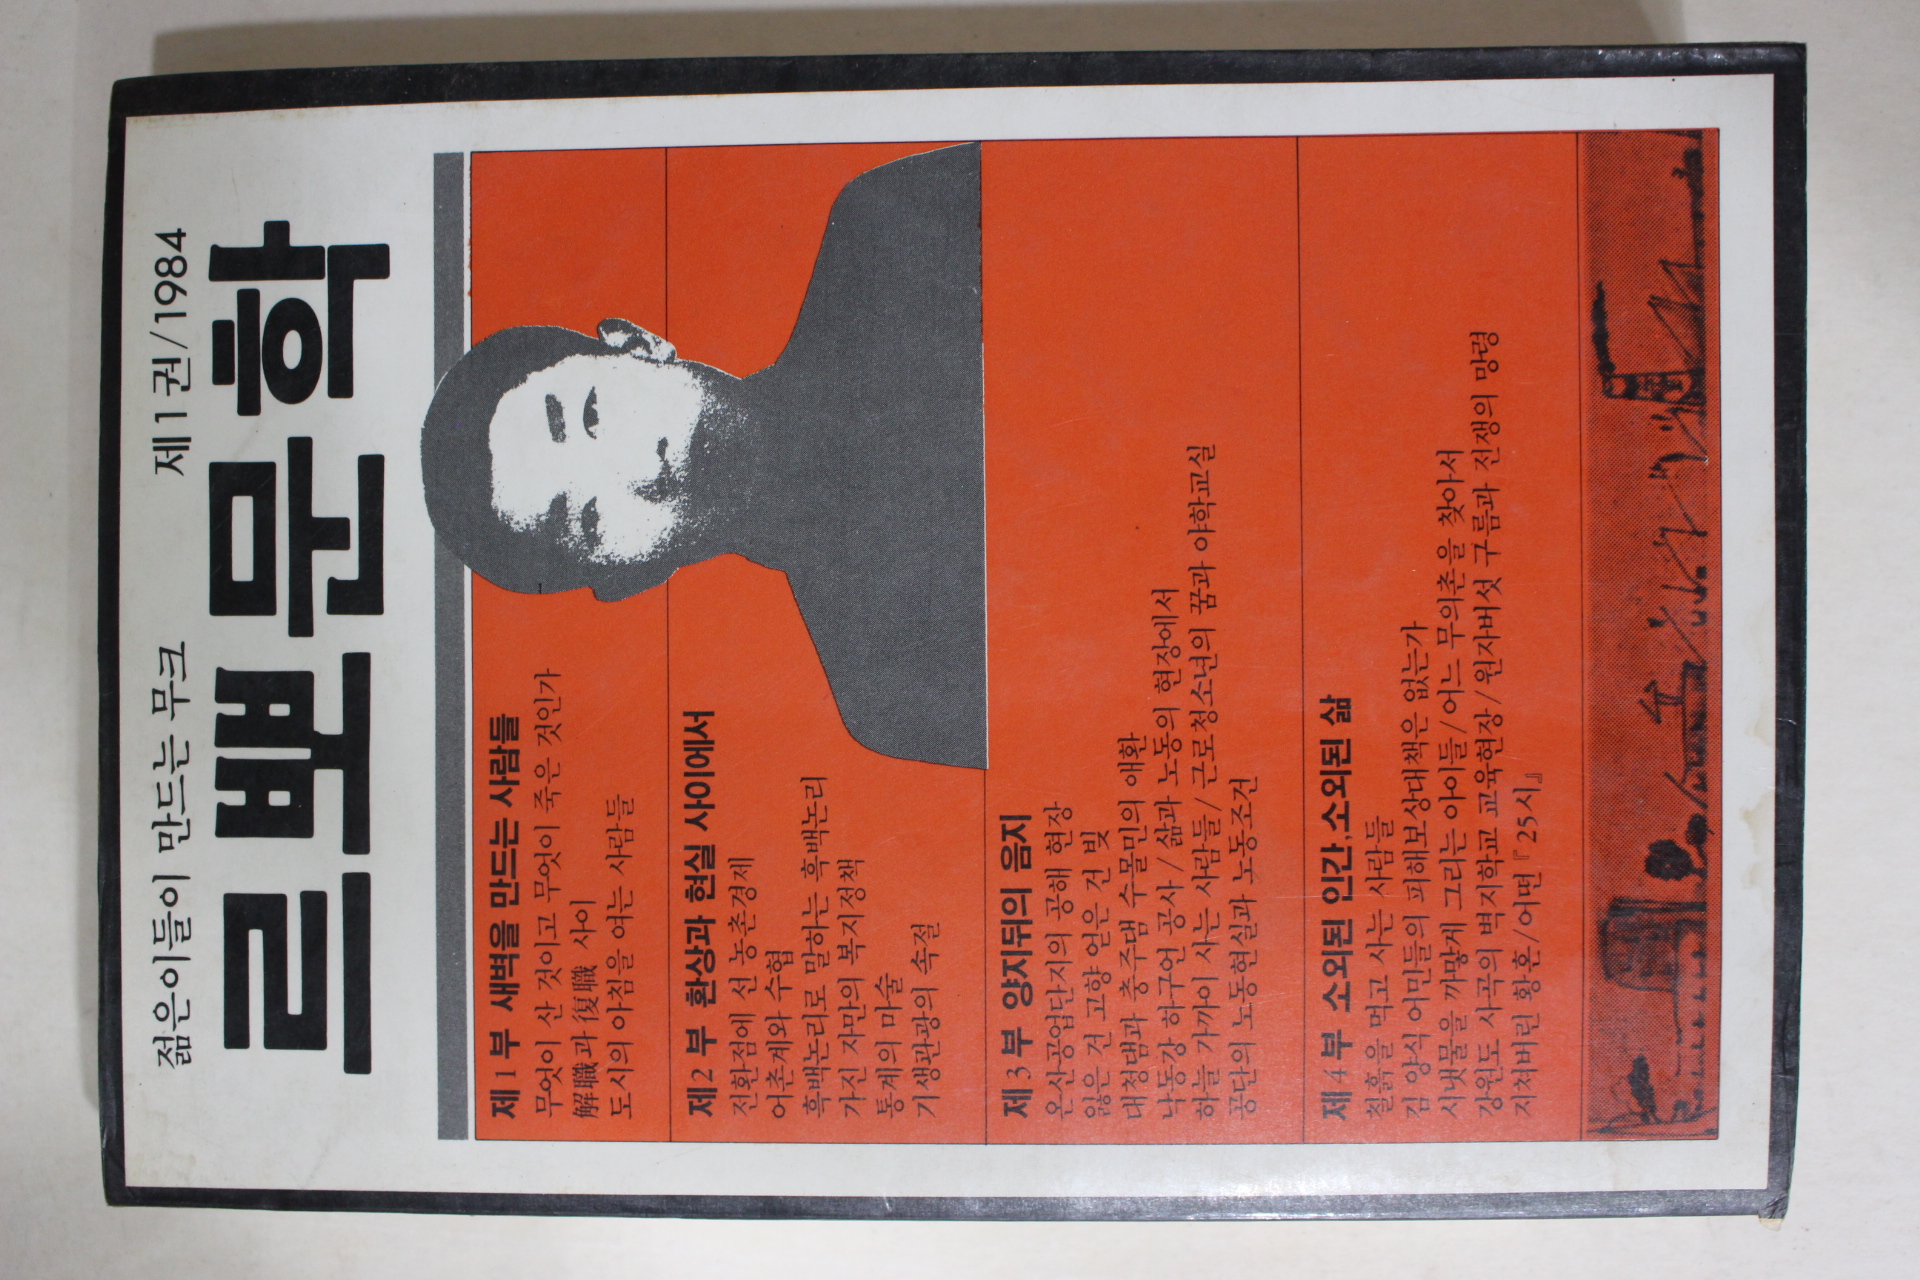 젊은이들이 만드는 무크 제1권/1984
르뽀문학
제1부 새벽을 만드는 사람들
무엇이 산 것이고 무엇이 죽은 것인가
解職과 復職 사이
도시의 아침을 여는 사람들
제2부 환상과 현실 사이에서
전환점에 선 농촌경제
어촌계와 수협
흑백논리로 말하는 흑백논리
가진 자만의 복지정책
통계의 미술
기생관광의 속절
제3부 양지뒤의 음지
온산공업단지의 공해 현장
잃은 건 고향 얻은 건 빚
대청댐과 충주댐 수몰민의 애환
낙동강 하구언 공사/삶과 노동의 현장에서
하늘 가까이 사는 사람들/근로청소년의 꿈과 야학교실
공단의 노동현실과 노동조건
제4부 소외된 인간,소외된 삶
철흙을 먹고 사는 사람들
김 양식 어민들의 피해보상대책은 없는가
시냇물을 까맣게 그리는 아이들/어느 무의촌을 찾아서
강원도 사곡의 벽지학교 교육현장/원자버섯 구름과 전쟁의 망령
지쳐버린 황혼/어떤『25시』